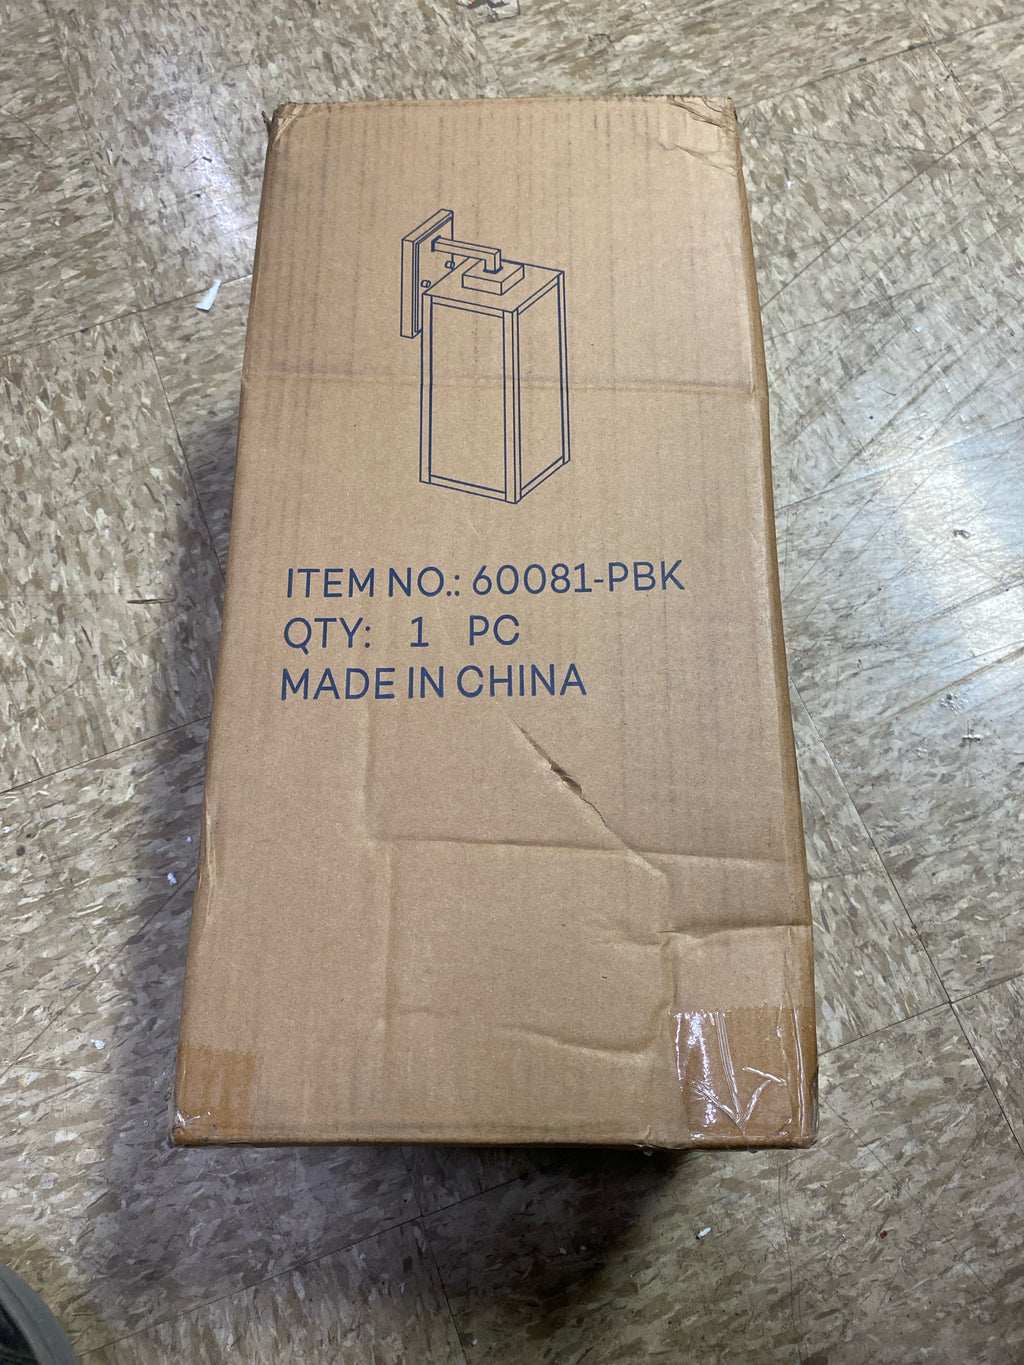 ITEM NO.: 60081-PBK
QTY: 1 PC
MADE IN CHINA